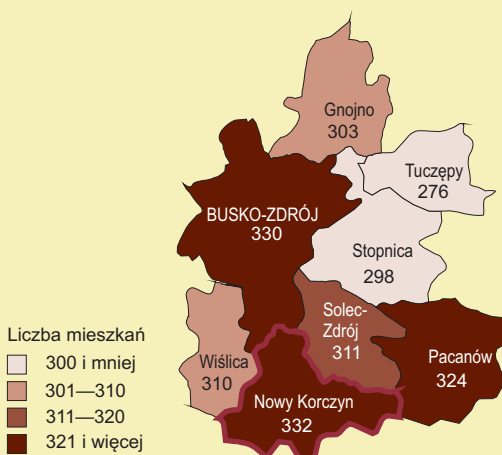 Gnojno
303
Tuczępy
276
BUSKO-ZDRÓJ
330
Stopnica
298
Solec-
Zdrój
311
Wiślica
310
Pacanów
324
Nowy Korczyn
332
Liczba mieszkań
300 i mniej
301—310
311—320
321 i więcej